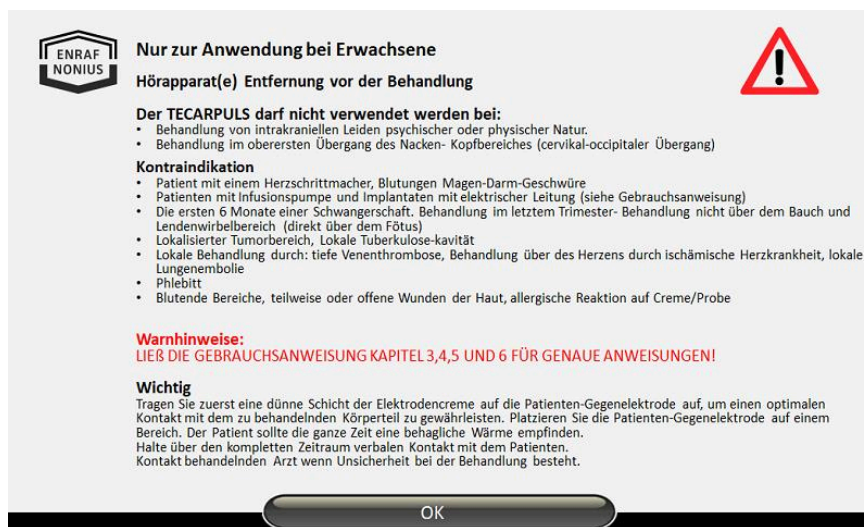 ENRAF
NONIUS
Nur zur Anwendung bei Erwachsene
Hörapparat(e) Entfernung vor der Behandlung
Der TECARPULS darf nicht verwendet werden bei:
• Behandlung von intrakraniellen Leiden psychischer oder physischer Natur.
• Behandlung im oberersten Übergang des Nacken- Kopfbereiches (cervikal-occipitaler Übergang)
Kontraindikation
• Patient mit einem Herzschrittmacher, Blutungen Magen-Darm-Geschwüre
• Patienten mit Infusionspumpe und Implantaten mit elektrischer Leitung (siehe Gebrauchsanweisung)
• Die ersten 6 Monate einer Schwangerschaft. Behandlung im letztem Trimester- Behandlung nicht über dem Bauch und
Lendenwirbelbereich (direkt über dem Fötus)
• Lokalisierter Tumorbereich, Lokale Tuberkulose-kavität
• Lokale Behandlung durch: tiefe Venenthrombose, Behandlung über des Herzens durch ischämische Herzkrankheit, lokale
Lungenembolie
• Phlebitt
• Blutende Bereiche, teilweise oder offene Wunden der Haut, allergische Reaktion auf Creme/Probe
Warnhinweise:
LIEß DIE GEBRAUCHSANWEISUNG KAPITEL 3,4,5 UND 6 FÜR GENAUE ANWEISUNGEN!
Wichtig
Tragen Sie zuerst eine dünne Schicht der Elektrodencreme auf die Patienten-Gegenelektrode auf, um einen optimalen
Kontakt mit dem zu behandelnden Körperteil zu gewährleisten. Platzieren Sie die Patienten-Gegenelektrode auf einem
Bereich. Der Patient sollte die ganze Zeit eine behagliche Wärme empfinden.
Halte über den kompletten Zeitraum verbalen Kontakt mit dem Patienten.
Kontakt behandelnden Arzt wenn Unsicherheit bei der Behandlung besteht.
OK